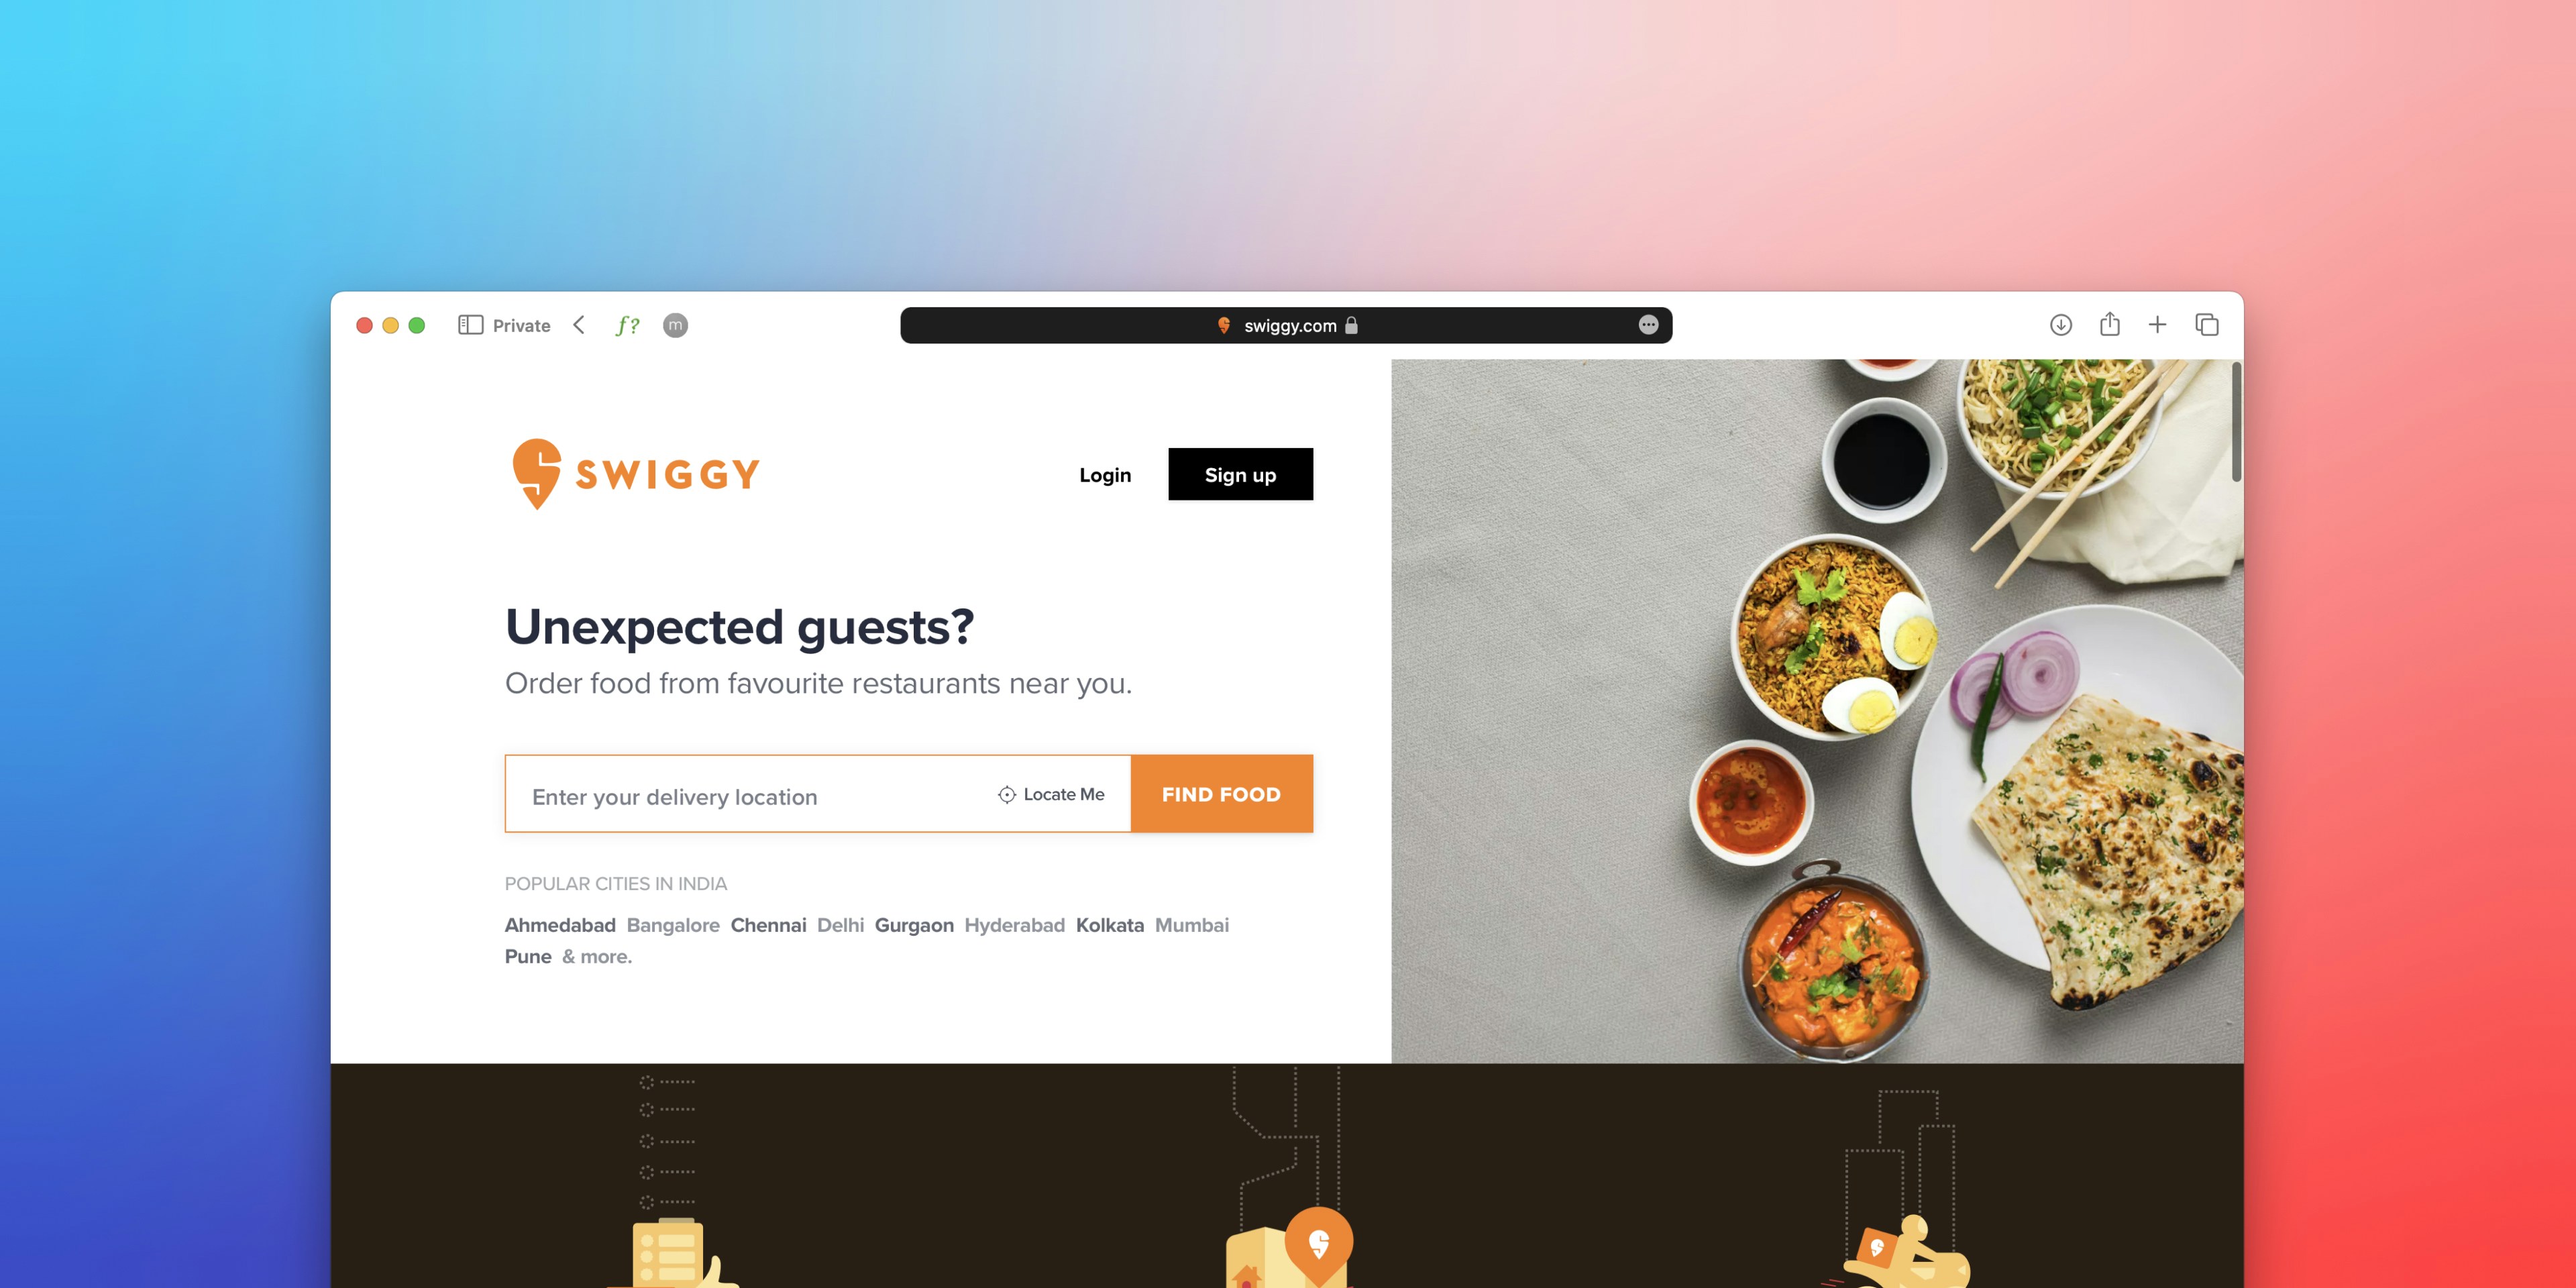 Private
ƒ?
m
swiggy.com
SWIGGY
Login
Sign up
Unexpected guests?
Order food from favourite restaurants near you.
Enter your delivery location
Locate Me
FIND FOOD
POPULAR CITIES IN INDIA
Ahmedabad Bangalore Chennai Delhi Gurgaon Hyderabad Kolkata Mumbai
Pune & more.